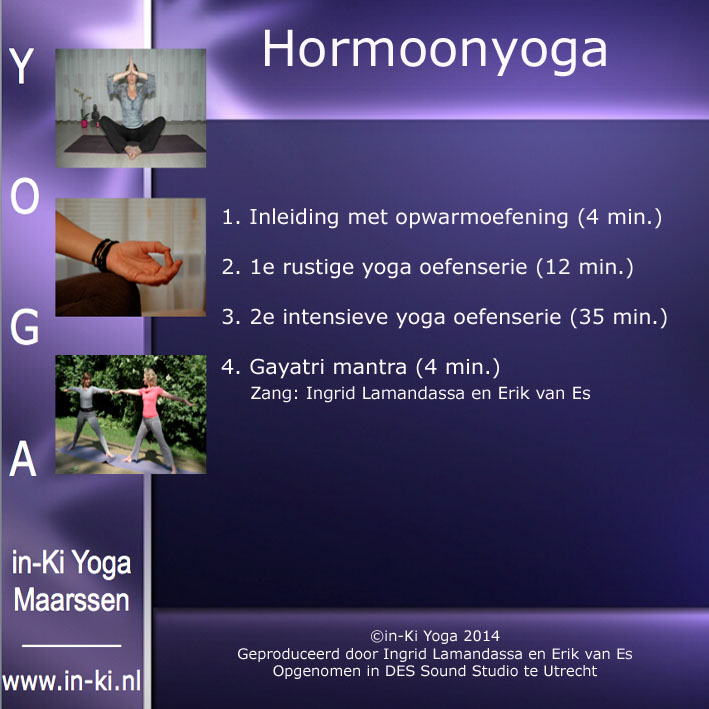 Hormoonyoga
Y
O
G
A
1. Inleiding met opwarmoefening (4 min.)
2. 1e rustige yoga oefenserie (12 min.)
3. 2e intensieve yoga oefenserie (35 min.)
4. Gayatri mantra (4 min.)
Zang: Ingrid Lamandassa en Erik van Es
in-Ki Yoga
Maarssen
www.in-ki.nl
©in-Ki Yoga 2014
Geproduceerd door Ingrid Lamandassa en Erik van Es
Opgenomen in DES Sound Studio te Utrecht